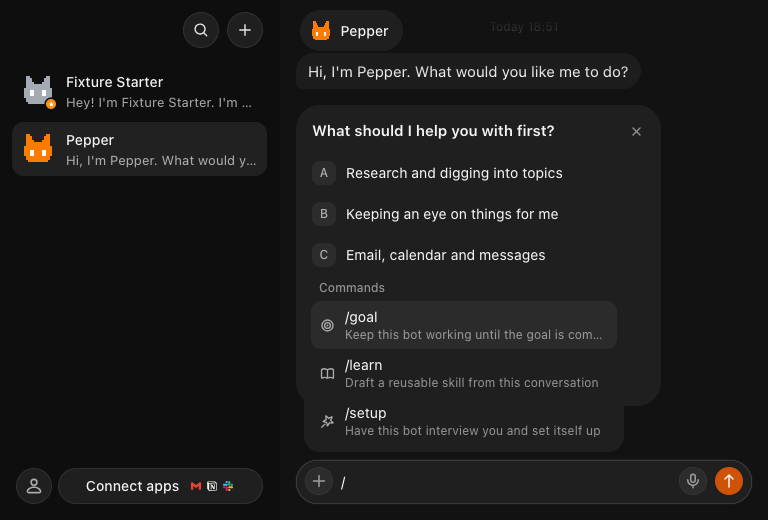 Fixture Starter
Hey! I'm Fixture Starter. I'm ...
Pepper
Hi, I'm Pepper. What would y...
Connect apps
Pepper
Today 18:51
Hi, I'm Pepper. What would you like me to do?
What should I help you with first?
A Research and digging into topics
B Keeping an eye on things for me
C Email, calendar and messages
Commands
/goal
Keep this bot working until the goal is com...
/learn
Draft a reusable skill from this conversation
/setup
Have this bot interview you and set itself up
/